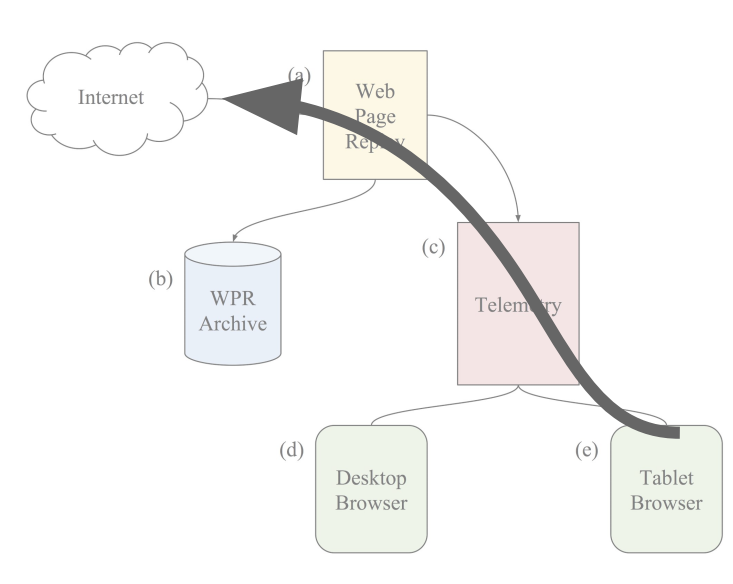 (a)
Internet
Web
Page
Replay
(b)
WPR
Archive
(c)
Telemetry
(d)
Desktop
Browser
(e)
Tablet
Browser